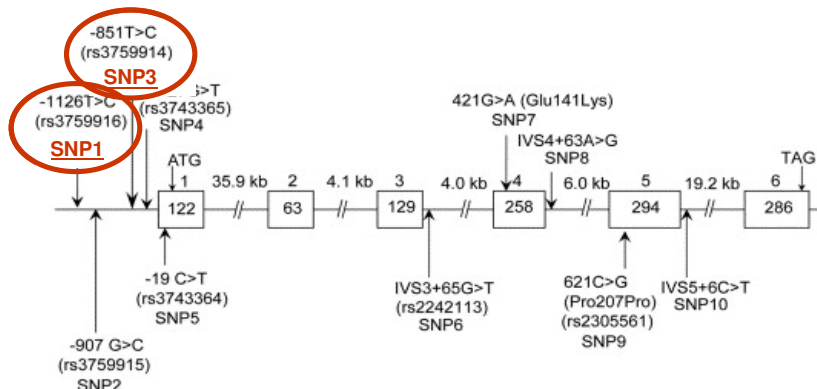 -851T>C
(rs3759914)
SNP3
-1126T>C
(rs3759916)
SNP1
>T
(rs3743365)
SNP4
ATG
421G>A (Glu141Lys)
SNP7
IVS4+63A>G
SNP8
TAG
1
35.9 kb
2
4.1 kb
3
4.0 kb
4
6.0 kb
5
19.2 kb
6
122
63
129
258
294
286
-19 C>T
(rs3743364)
SNP5
IVS3+65G>T
(rs2242113)
SNP6
621C>G
(Pro207Pro)
(rs2305561)
SNP9
IVS5+6C>T
SNP10
-907 G>C
(rs3759915)
SNP2